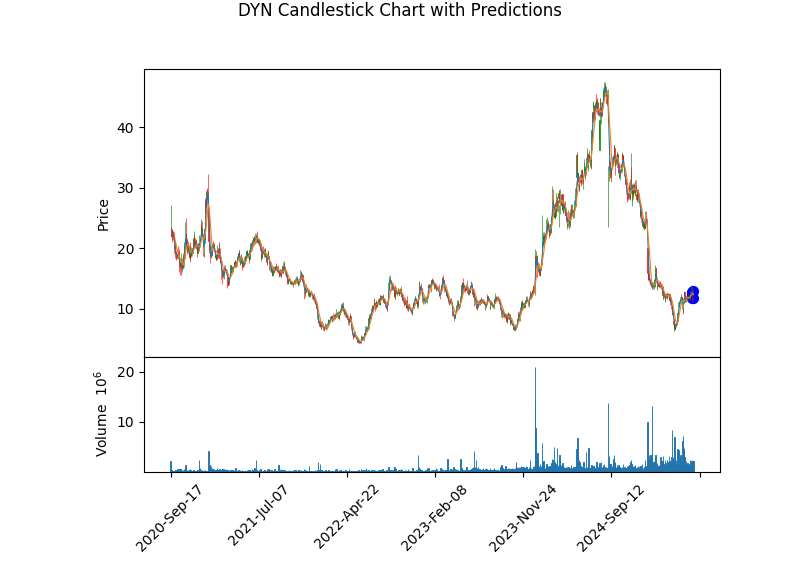 DYN Candlestick Chart with Predictions
40
30
20
10
Price
20
10
Volume 10^6
2020-Sep-17
2021-Jul-07
2022-Apr-22
2023-Feb-08
2023-Nov-24
2024-Sep-12